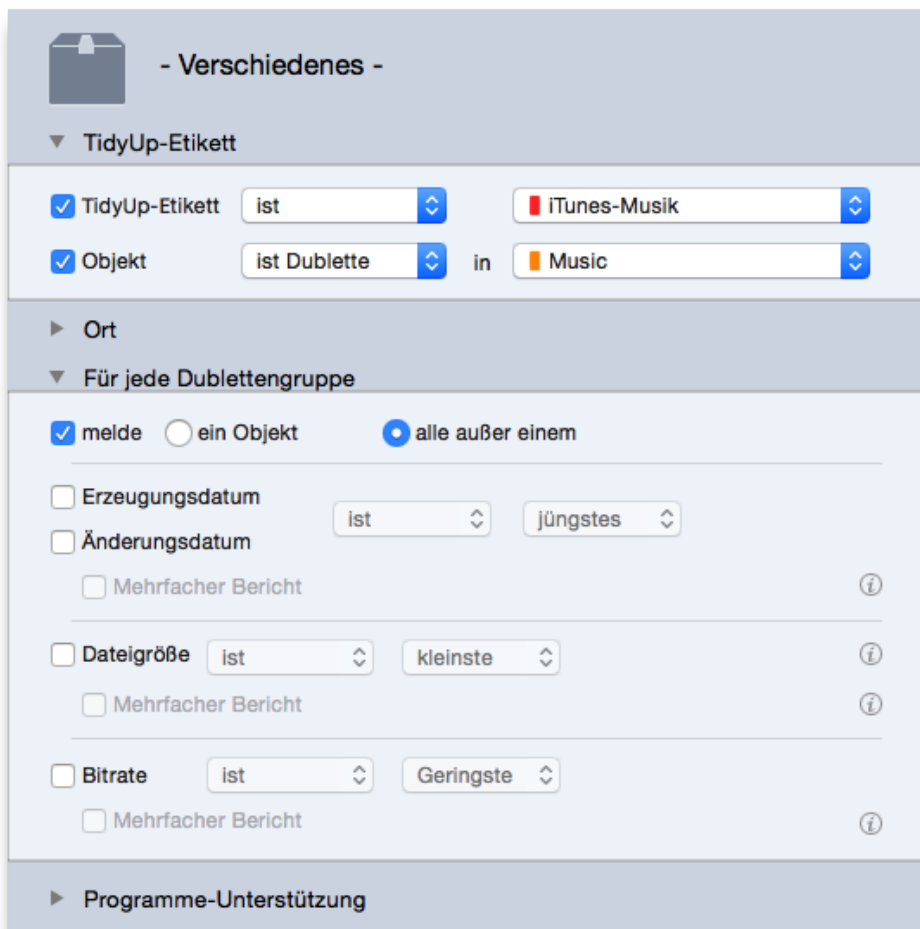 - Verschiedenes -
TidyUp-Etikett
TidyUp-Etikett ist iTunes-Musik
Objekt ist Dublette in Music
Ort
Für jede Dublettengruppe
melde ein Objekt alle außer einem
Erzeugungsdatum
ist jüngstes
Änderungsdatum
Mehrfacher Bericht
Dateigröße ist kleinste
Mehrfacher Bericht
Bitrate ist Geringste
Mehrfacher Bericht
Programme-Unterstützung